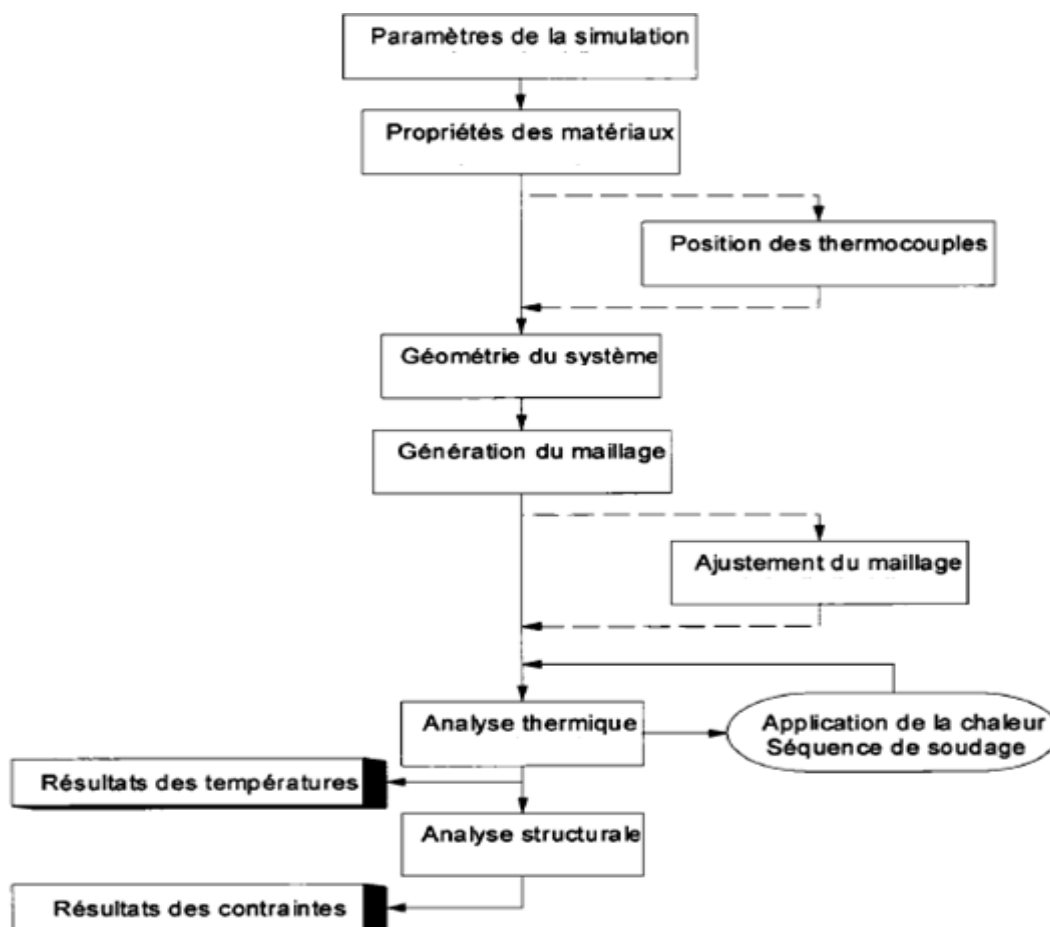 Paramètres de la simulation
Propriétés des matériaux
Position des thermocouples
Géométrie du système
Génération du maillage
Ajustement du maillage
Analyse thermique
Application de la chaleur
Séquence de soudage
Résultats des températures
Analyse structurale
Résultats des contraintes